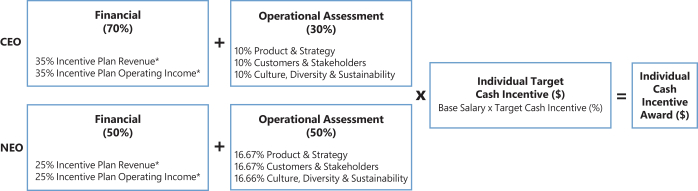 CEO
Financial
(70%)
35% Incentive Plan Revenue*
35% Incentive Plan Operating Income*
+
Operational Assessment
(30%)
10% Product & Strategy
10% Customers & Stakeholders
10% Culture, Diversity & Sustainability
NEO
Financial
(50%)
25% Incentive Plan Revenue*
25% Incentive Plan Operating Income*
+
Operational Assessment
(50%)
16.67% Product & Strategy
16.67% Customers & Stakeholders
16.66% Culture, Diversity & Sustainability
x
Individual Target
Cash Incentive ($)
Base Salary x Target Cash Incentive (%)
=
Individual
Cash
Incentive
Award ($)